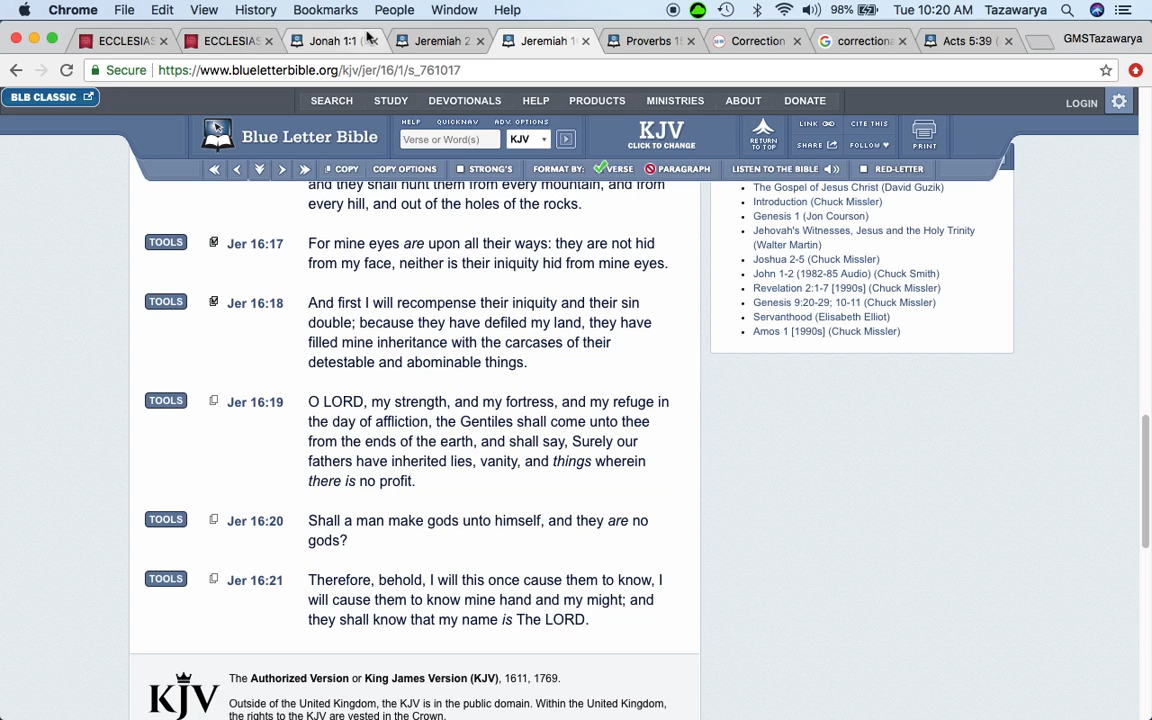 Chrome File Edit View History Bookmarks People Window Help 98% Tue 10:20 AM Tazawarya
ECCLESIAS ECCLESIAS Jonah 1:1 Jeremiah 2 Jeremiah 1 Proverbs 1 Correction correctiona Acts 5:39 GMSTazawarya
Secure https://www.blueletterbible.org/kjv/jer/16/1/s_761017
BLB CLASSIC SEARCH STUDY DEVOTIONALS HELP PRODUCTS MINISTRIES ABOUT DONATE LOGIN
HELP QUICKNAV ADV. OPTIONS
Blue Letter Bible Verse or Word(s) KJV
KJV
CLICK TO CHANGE
RETURN TO TOP
LINK CITE THIS
SHARE FOLLOW
PRINT
COPY COPY OPTIONS STRONG'S FORMAT BY: VERSE PARAGRAPH LISTEN TO THE BIBLE RED-LETTER
and they shall hunt them from every mountain, and from
every hill, and out of the holes of the rocks.
TOOLS Jer 16:17 For mine eyes are upon all their ways: they are not hid
from my face, neither is their iniquity hid from mine eyes.
TOOLS Jer 16:18 And first I will recompense their iniquity and their sin
double; because they have defiled my land, they have
filled mine inheritance with the carcases of their
detestable and abominable things.
TOOLS Jer 16:19 O LORD, my strength, and my fortress, and my refuge in
the day of affliction, the Gentiles shall come unto thee
from the ends of the earth, and shall say, Surely our
fathers have inherited lies, vanity, and things wherein
there is no profit.
TOOLS Jer 16:20 Shall a man make gods unto himself, and they are no
gods?
TOOLS Jer 16:21 Therefore, behold, I will this once cause them to know, I
will cause them to know mine hand and my might; and
they shall know that my name is The LORD.
The Gospel of Jesus Christ (David Guzik)
Introduction (Chuck Missler)
Genesis 1 (Jon Courson)
Jehovah's Witnesses, Jesus and the Holy Trinity
(Walter Martin)
Joshua 2-5 (Chuck Missler)
John 1-2 (1982-85 Audio) (Chuck Smith)
Revelation 2:1-7 [1990s] (Chuck Missler)
Genesis 9:20-29; 10-11 (Chuck Missler)
Servanthood (Elisabeth Elliot)
Amos 1 [1990s] (Chuck Missler)
KJV
The Authorized Version or King James Version (KJV), 1611, 1769.
Outside of the United Kingdom, the KJV is in the public domain. Within the United Kingdom,
the rights to the KJV are vested in the Crown.